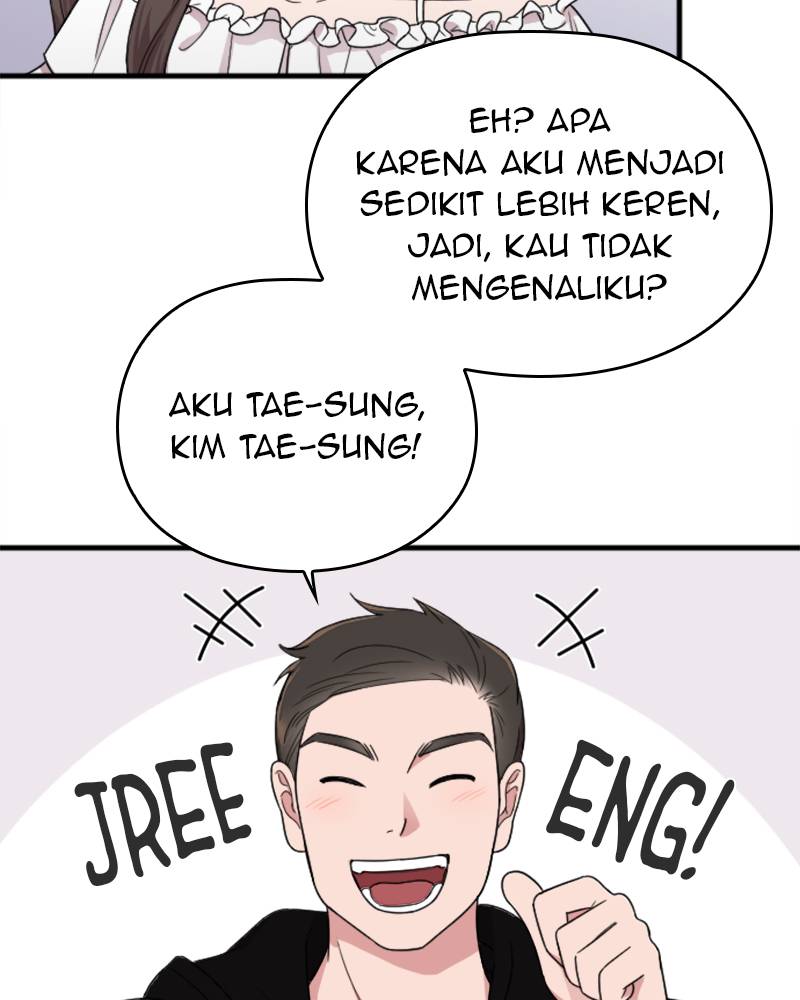 EH? APA
KARENA AKU MENJADI
SEDIKIT LEBIH KEREN,
JADI, KAU TIDAK
MENGENALIKU?
AKU TAE-SUNG,
KIM TAE-SUNG!
JREE
ENG!